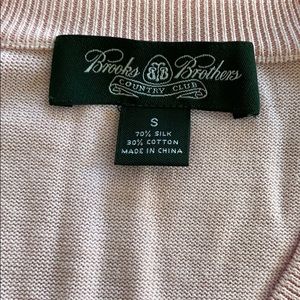 Brooks Brothers
COUNTRY CLUB
S
70% SILK
30% COTTON
MADE IN CHINA